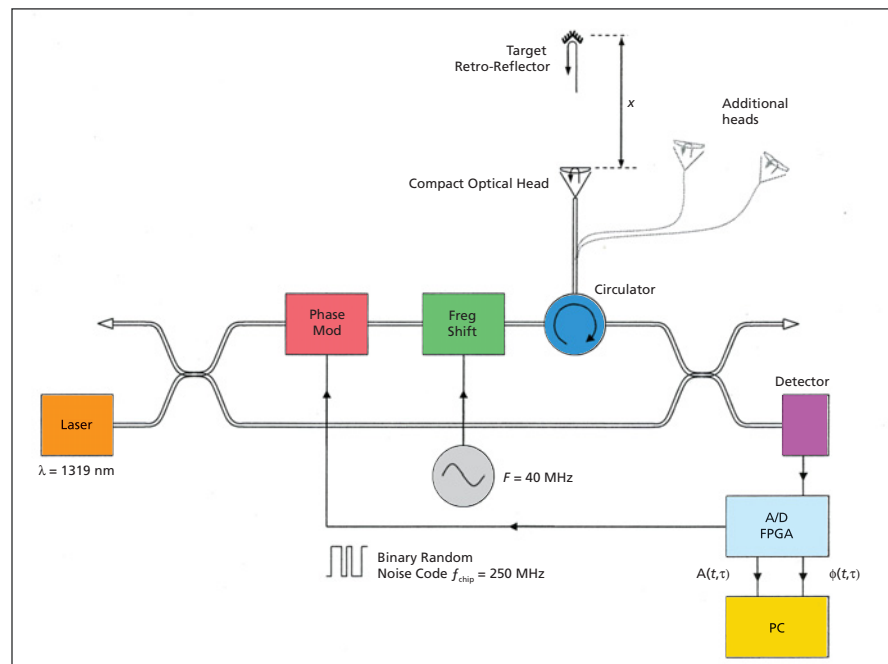 Target
Retro-Reflector
x
Additional
heads
Compact Optical Head
Circulator
Phase
Mod
Freg
Shift
Detector
Laser
λ = 1319 nm
F = 40 MHz
A/D
FPGA
Binary Random
Noise Code ƒchip = 250 MHz
A(t,τ)
ϕ(t,τ)
PC